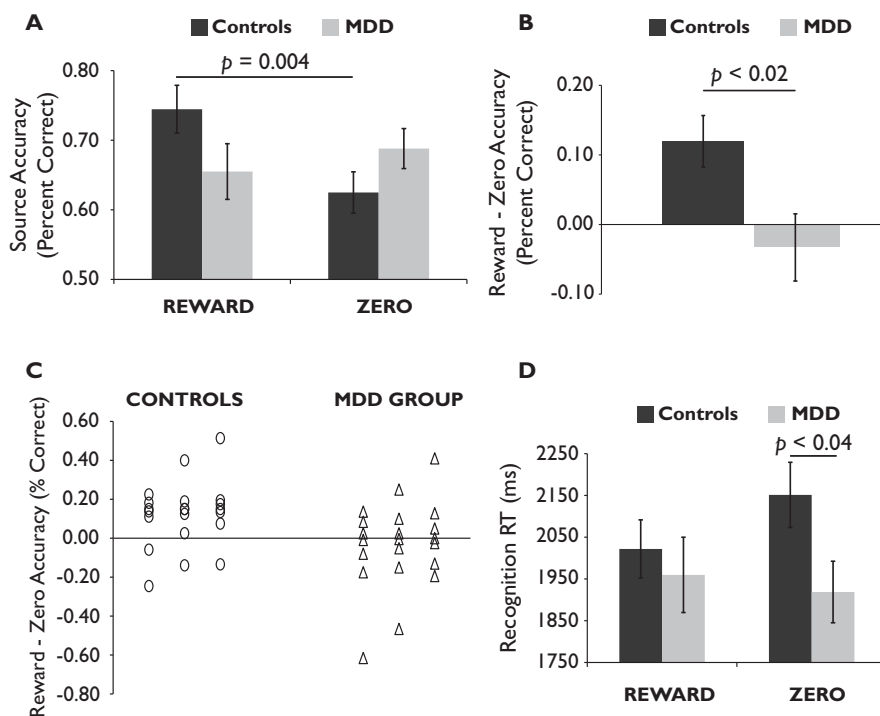 A
Controls MDD
p = 0.004
Source Accuracy
(Percent Correct)
0.80
0.70
0.60
0.50
REWARD ZERO
B
Controls MDD
p < 0.02
Reward - Zero Accuracy
(Percent Correct)
0.20
0.10
0.00
-0.10
C
CONTROLS MDD GROUP
Reward - Zero Accuracy (% Correct)
0.60
0.40
0.20
0.00
-0.20
-0.40
-0.60
-0.80
D
Controls MDD
p < 0.04
Recognition RT (ms)
2250
2150
2050
1950
1850
1750
REWARD ZERO